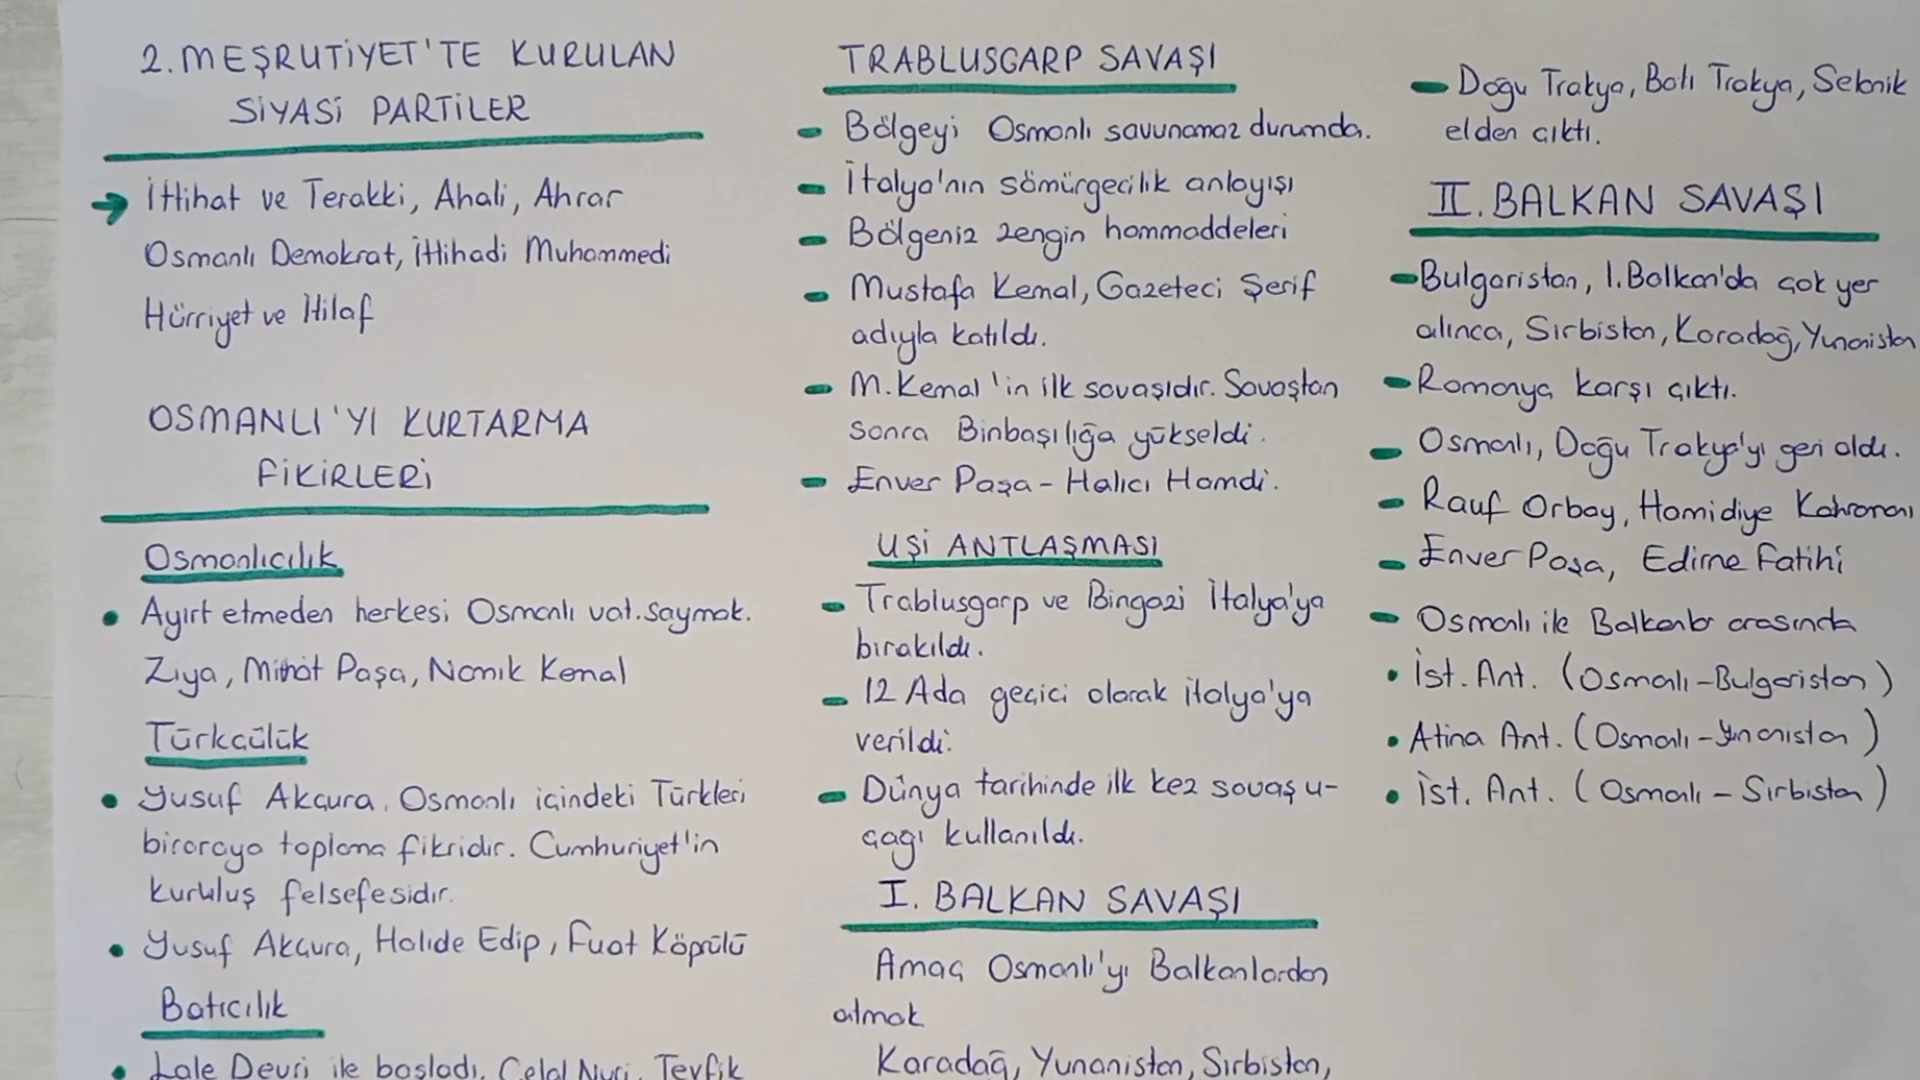 2. MEŞRUTİYET'TE KURULAN
SİYASİ PARTİLER
İttihat ve Terakki, Ahali, Ahrar
Osmanlı Demokrat, İttihadi Muhammedi
Hürriyet ve İtilaf
OSMANLI'YI KURTARMA
FİKİRLERİ
Osmanlıcılık
Ayırt etmeden herkesi Osmanlı vat. saymak.
Ziya, Mithat Paşa, Namık Kemal
Türkçülük
Yusuf Akçura. Osmanlı içindeki Türkleri
biraraya toplama fikridir. Cumhuriyet'in
kuruluş felsefesidir.
Yusuf Akçura, Halide Edip, Fuat Köprülü
Batıcılık
Lale Devri ile başladı. Celal Nuri, Tevfik
TRABLUSGARP SAVAŞI
Bölgeyi Osmanlı savunamaz durumda.
İtalya'nın sömürgecilik anlayışı
Bölgeniz zengin hammaddeleri
Mustafa Kemal, Gazeteci Şerif
adıyla katıldı.
M. Kemal'in ilk savaşıdır. Savaştan
sonra Binbaşılığa yükseldi.
Enver Paşa - Halıcı Hamdi.
UŞİ ANTLAŞMASI
Trablusgarp ve Bingazi İtalya'ya
bırakıldı.
12 Ada geçici olarak italya'ya
verildi.
Dünya tarihinde ilk kez savaş u-
çağı kullanıldı.
I. BALKAN SAVAŞI
Amaç Osmanlı'yı Balkanlardan
atmak
Karadağ, Yunanistan, Sırbistan,
Doğu Trakya, Batı Trakya, Selanik
elden çıktı.
II. BALKAN SAVAŞI
Bulgaristan, 1. Balkan'da çok yer
alınca, Sırbistan, Karadağ, Yunanistan
Romanya karşı çıktı.
Osmanlı, Doğu Trakya'yı geri aldı.
Rauf Orbay, Hamidiye Kahramanı
Enver Paşa, Edirne Fatihi
Osmanlı ile Balkanlar arasında
İst. Ant. (Osmanlı-Bulgaristan)
Atina Ant. (Osmanlı-Yunanistan)
İst. Ant. (Osmanlı-Sırbistan)